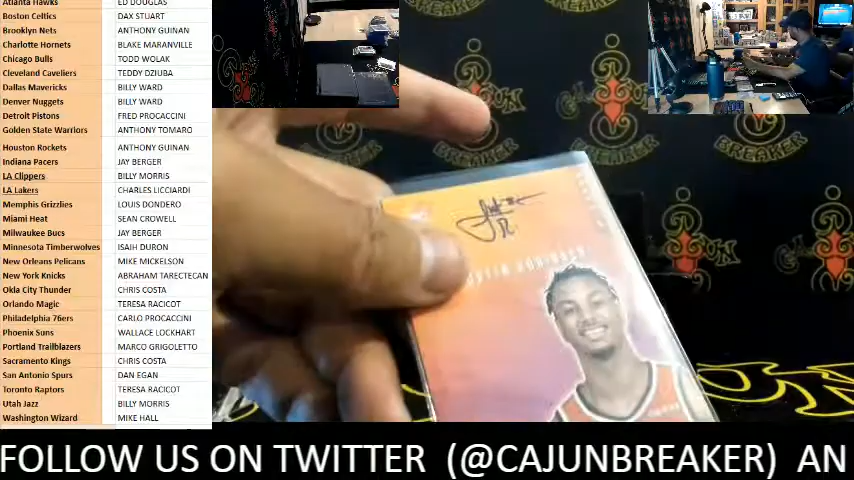 Atlanta Hawks ED DOUGLAS
Boston Celtics DAX STUART
Brooklyn Nets ANTHONY GUINAN
Charlotte Hornets BLAKE MARANVILLE
Chicago Bulls TODD WOLAK
Cleveland Cavaliers TEDDY DZIUBA
Dallas Mavericks BILLY WARD
Denver Nuggets BILLY WARD
Detroit Pistons FRED PROCACCINI
Golden State Warriors ANTHONY TOMARO
Houston Rockets ANTHONY GUINAN
Indiana Pacers JAY BERGER
LA Clippers BILLY MORRIS
LA Lakers CHARLES LICCIARDI
Memphis Grizzlies LOUIS DONDERO
Miami Heat SEAN CROWELL
Milwaukee Bucs JAY BERGER
Minnesota Timberwolves ISAIH DURON
New Orleans Pelicans MIKE MICKELSON
New York Knicks ABRAHAM TARECTECAN
Okla City Thunder CHRIS COSTA
Orlando Magic TERESA RACICOT
Philadelphia 76ers CARLO PROCACCINI
Phoenix Suns WALLACE LOCKHART
Portland Trailblazers MARCO GRIGOLETTO
Sacramento Kings CHRIS COSTA
San Antonio Spurs DAN EGAN
Toronto Raptors TERESA RACICOT
Utah Jazz BILLY MORRIS
Washington Wizard MIKE HALL
CAJUN
BREAKER
FOLLOW US ON TWITTER (@CAJUNBREAKER) AN